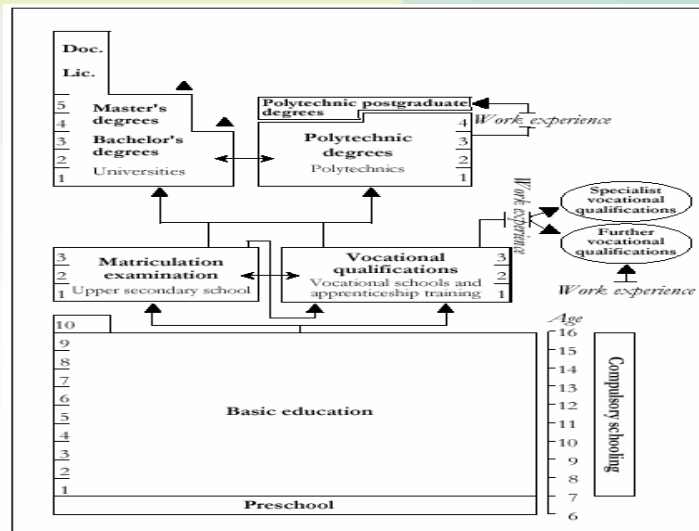 Doc.
Lic.
5
4
3
2
1
Master's
degrees
Bachelor's
degrees
Universities
Polytechnic postgraduate
degrees
Polytechnic
degrees
Polytechnics
4
3
2
1
Work experience
3
2
1
Matriculation
examination
Upper secondary school
Vocational
qualifications
Vocational schools and
apprenticeship training
3
2
1
Work experience
Specialist
vocational
qualifications
Further
vocational
qualifications
Work experience
10
9
8
7
6
5
4
3
2
1
Basic education
Preschool
Age
16
15
14
13
12
11
10
9
8
7
6
Compulsory schooling